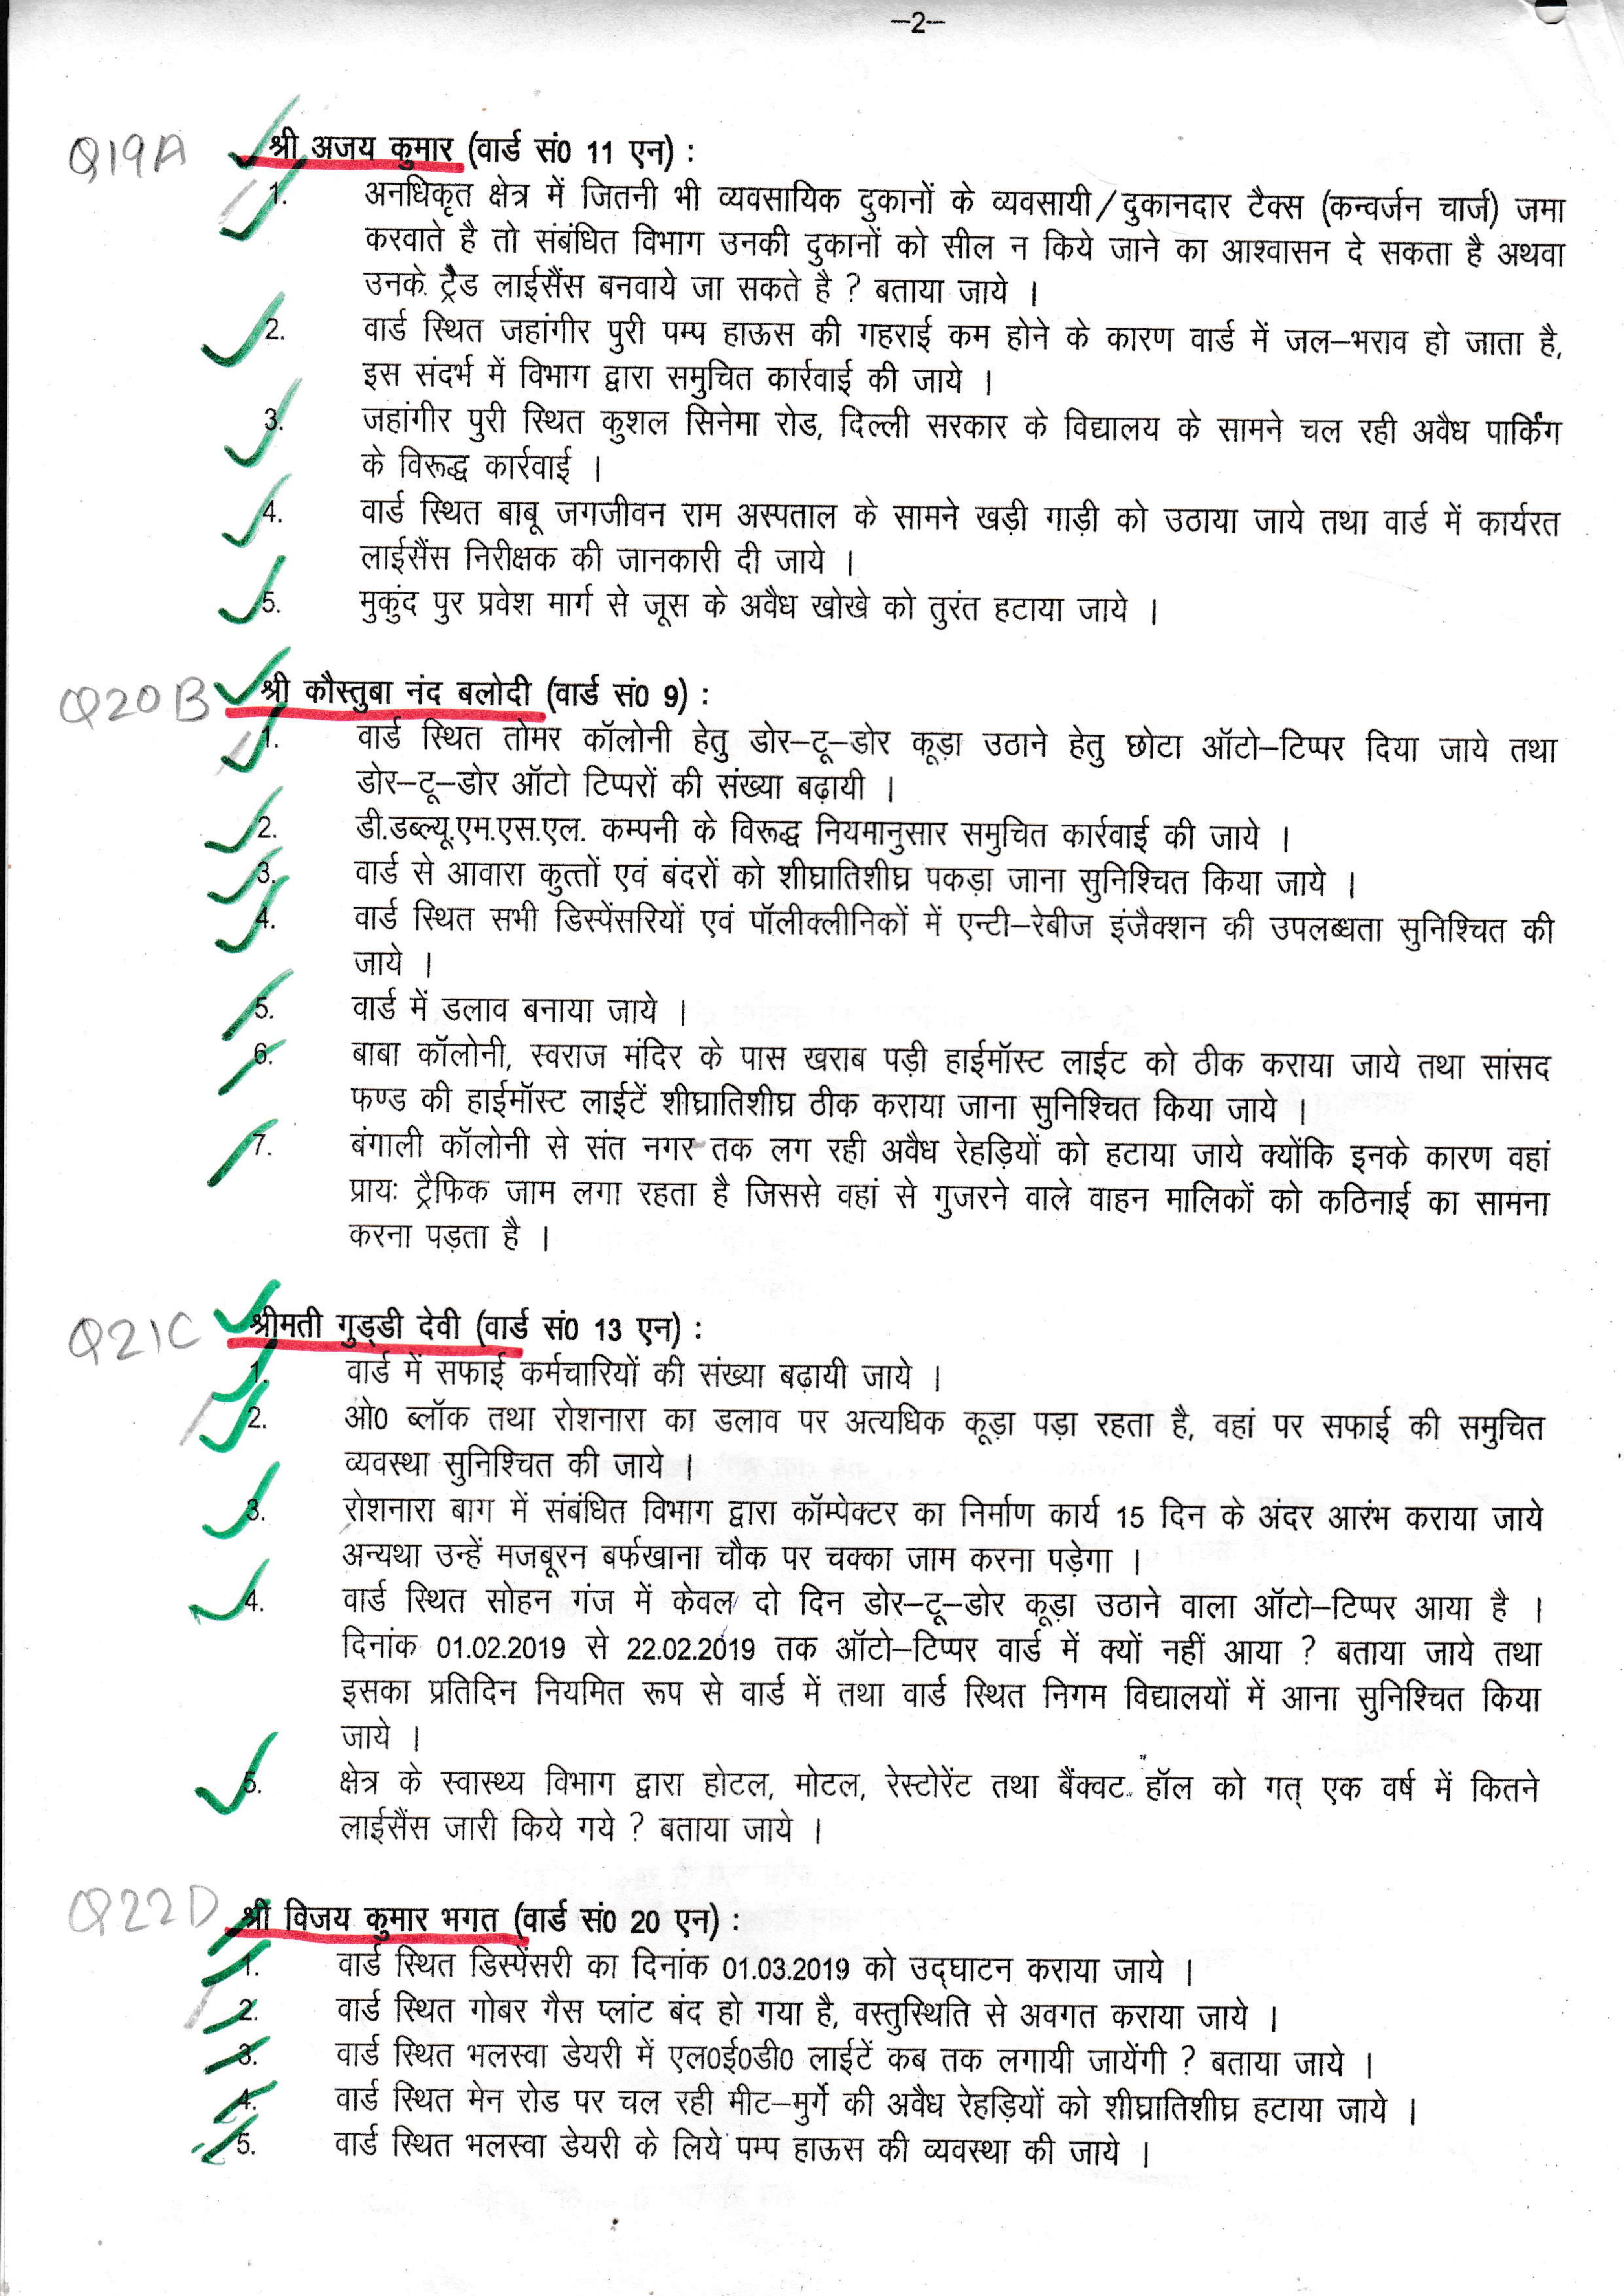 —2—
Q19A श्री अजय कुमार (वार्ड सं0 11 एन) :
1. अनधिकृत क्षेत्र में जितनी भी व्यवसायिक दुकानों के व्यवसायी/दुकानदार टैक्स (कन्वर्जन चार्ज) जमा
करवाते है तो संबंधित विभाग उनकी दुकानों को सील न किये जाने का आश्वासन दे सकता है अथवा
उनके ट्रैड लाईसैंस बनवाये जा सकते है ? बताया जाये ।
2. वार्ड स्थित जहांगीर पुरी पम्प हाऊस की गहराई कम होने के कारण वार्ड में जल–भराव हो जाता है,
इस संदर्भ में विभाग द्वारा समुचित कार्रवाई की जाये ।
3. जहांगीर पुरी स्थित कुशल सिनेमा रोड, दिल्ली सरकार के विद्यालय के सामने चल रही अवैध पार्किंग
के विरूद्ध कार्रवाई ।
4. वार्ड स्थित बाबू जगजीवन राम अस्पताल के सामने खड़ी गाड़ी को उठाया जाये तथा वार्ड में कार्यरत
लाईसैंस निरीक्षक की जानकारी दी जाये ।
5. मुकुंद पुर प्रवेश मार्ग से जूस के अवैध खोखे को तुरंत हटाया जाये ।
Q20B श्री कौस्तुबा नंद बलोदी (वार्ड सं0 9) :
1. वार्ड स्थित तोमर कॉलोनी हेतु डोर–टू–डोर कूड़ा उठाने हेतु छोटा ऑटो–टिप्पर दिया जाये तथा
डोर–टू–डोर ऑटो टिप्परों की संख्या बढ़ायी ।
2. डी.डब्ल्यू.एम.एस.एल. कम्पनी के विरूद्ध नियमानुसार समुचित कार्रवाई की जाये ।
3. वार्ड से आवारा कुत्तों एवं बंदरों को शीघ्रातिशीघ्र पकड़ा जाना सुनिश्चित किया जाये ।
4. वार्ड स्थित सभी डिस्पेंसरियों एवं पॉलीक्लीनिकों में एन्टी–रेबीज इंजैक्शन की उपलब्धता सुनिश्चित की
जाये ।
5. वार्ड में डलाव बनाया जाये ।
6. बाबा कॉलोनी, स्वराज मंदिर के पास खराब पड़ी हाईमॉस्ट लाईट को ठीक कराया जाये तथा सांसद
फण्ड की हाईमॉस्ट लाईटें शीघ्रातिशीघ्र ठीक कराया जाना सुनिश्चित किया जाये ।
7. बंगाली कॉलोनी से संत नगर तक लग रही अवैध रेहड़ियों को हटाया जाये क्योंकि इनके कारण वहां
प्रायः ट्रैफिक जाम लगा रहता है जिससे वहां से गुजरने वाले वाहन मालिकों को कठिनाई का सामना
करना पड़ता है ।
Q21C श्रीमती गुड्डी देवी (वार्ड सं0 13 एन) :
1. वार्ड में सफाई कर्मचारियों की संख्या बढ़ायी जाये ।
2. ओ0 ब्लॉक तथा रोशनारा का डलाव पर अत्यधिक कूड़ा पड़ा रहता है, वहां पर सफाई की समुचित
व्यवस्था सुनिश्चित की जाये ।
3. रोशनारा बाग में संबंधित विभाग द्वारा कॉम्पेक्टर का निर्माण कार्य 15 दिन के अंदर आरंभ कराया जाये
अन्यथा उन्हें मजबूरन बर्फखाना चौक पर चक्का जाम करना पड़ेगा ।
4. वार्ड स्थित सोहन गंज में केवल दो दिन डोर–टू–डोर कूड़ा उठाने वाला ऑटो–टिप्पर आया है ।
दिनांक 01.02.2019 से 22.02.2019 तक ऑटो–टिप्पर वार्ड में क्यों नहीं आया ? बताया जाये तथा
इसका प्रतिदिन नियमित रूप से वार्ड में तथा वार्ड स्थित निगम विद्यालयों में आना सुनिश्चित किया
जाये ।
5. क्षेत्र के स्वास्थ्य विभाग द्वारा होटल, मोटल, रेस्टोरेंट तथा बैंक्वट हॉल को गत् एक वर्ष में कितने
लाईसैंस जारी किये गये ? बताया जाये ।
Q22D श्री विजय कुमार भगत (वार्ड सं0 20 एन) :
1. वार्ड स्थित डिस्पेंसरी का दिनांक 01.03.2019 को उद्घाटन कराया जाये ।
2. वार्ड स्थित गोबर गैस प्लांट बंद हो गया है, वस्तुस्थिति से अवगत कराया जाये ।
3. वार्ड स्थित भलस्वा डेयरी में एल0ई0डी0 लाईटें कब तक लगायी जायेंगी ? बताया जाये ।
4. वार्ड स्थित मेन रोड पर चल रही मीट–मुर्गे की अवैध रेहड़ियों को शीघ्रातिशीघ्र हटाया जाये ।
5. वार्ड स्थित भलस्वा डेयरी के लिये पम्प हाऊस की व्यवस्था की जाये ।